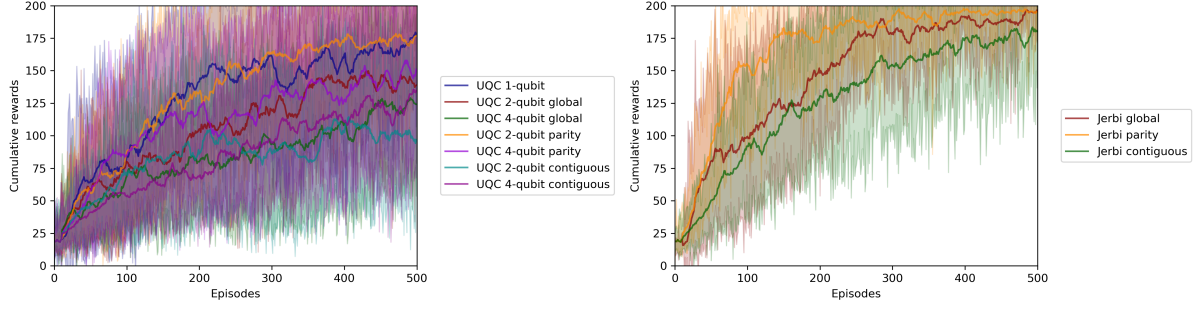 200
175
150
125
100
75
50
25
0
Cumulative rewards
0 100 200 300 400 500
Episodes
UQC 1-qubit
UQC 2-qubit global
UQC 4-qubit global
UQC 2-qubit parity
UQC 4-qubit parity
UQC 2-qubit contiguous
UQC 4-qubit contiguous
200
175
150
125
100
75
50
25
0
Cumulative rewards
0 100 200 300 400 500
Episodes
Jerbi global
Jerbi parity
Jerbi contiguous